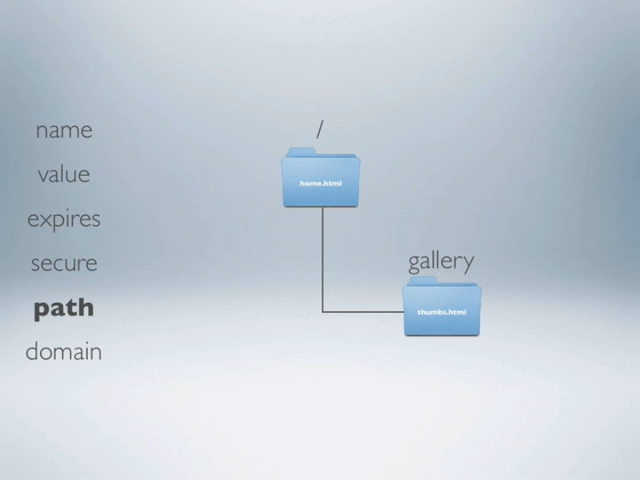 name
value
expires
secure
path
domain
/
home.html
gallery
thumbs.html